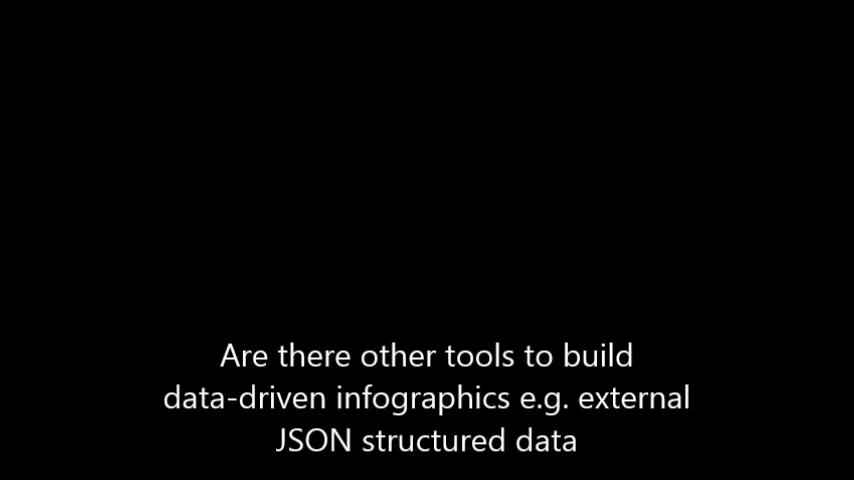 Are there other tools to build
data-driven infographics e.g. external
JSON structured data